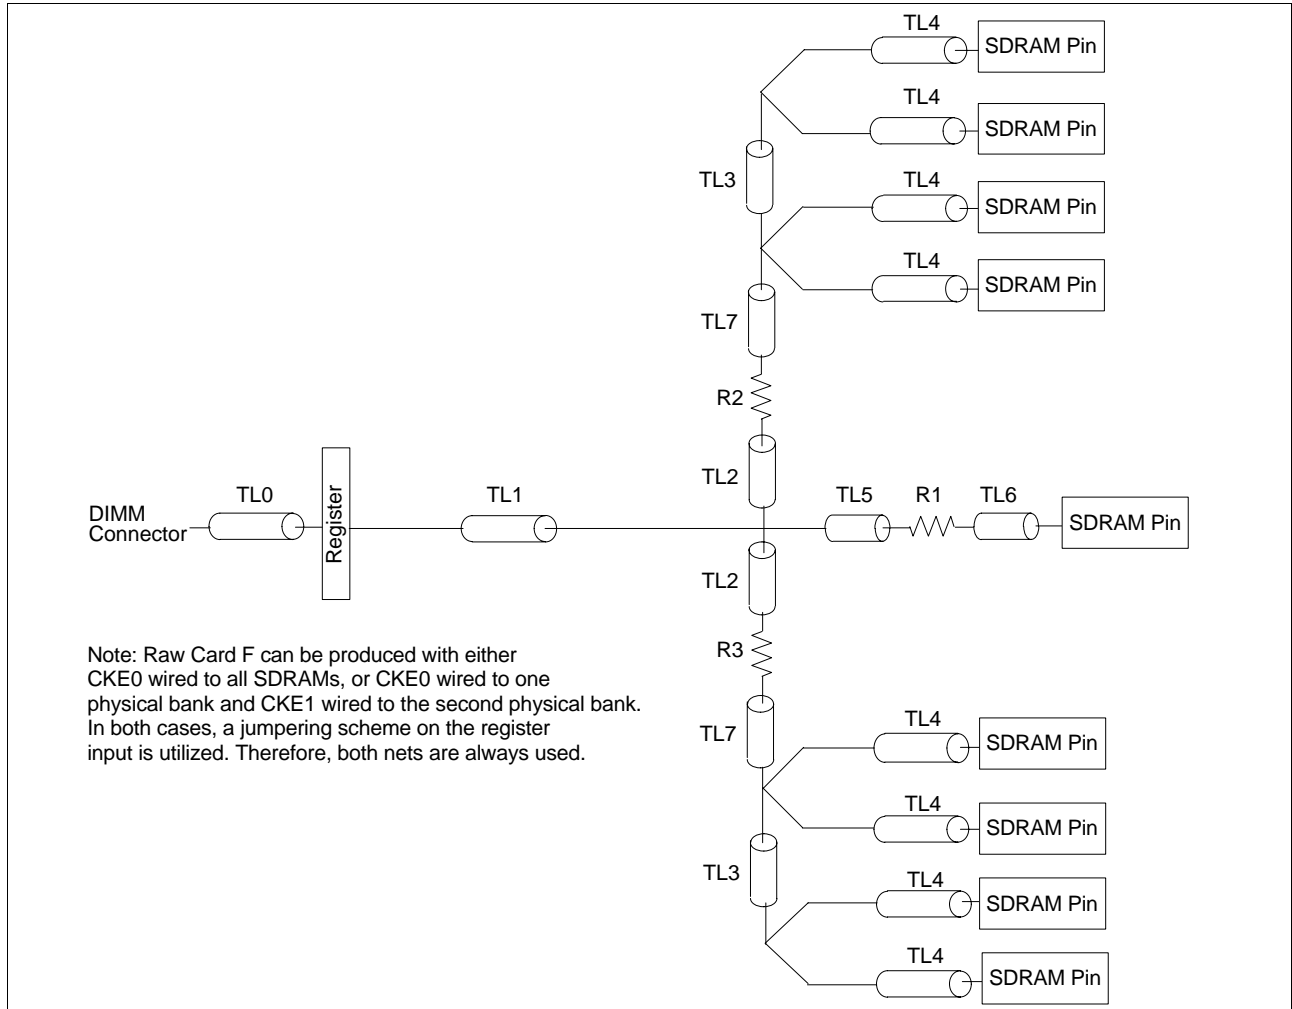 TL4
SDRAM Pin
TL4
SDRAM Pin
TL3
TL4
SDRAM Pin
TL4
SDRAM Pin
TL7
R2
TL2
DIMM
Connector
TL0
Register
TL1
TL5
R1
TL6
SDRAM Pin
TL2
R3
Note: Raw Card F can be produced with either
CKE0 wired to all SDRAMs, or CKE0 wired to one
physical bank and CKE1 wired to the second physical bank.
In both cases, a jumpering scheme on the register
input is utilized. Therefore, both nets are always used.
TL7
TL4
SDRAM Pin
TL4
SDRAM Pin
TL3
TL4
SDRAM Pin
TL4
SDRAM Pin